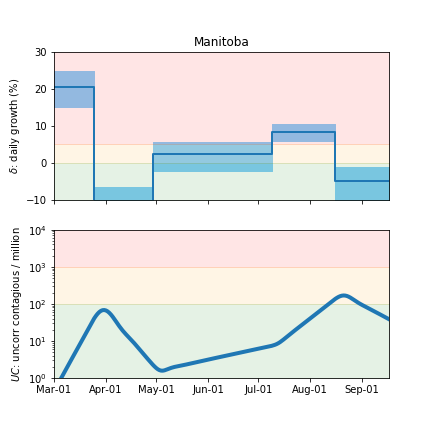 Manitoba
30
20
10
0
−10
δ: daily growth (%)
10⁴
10³
10²
10¹
10⁰
UC: uncorr contagious / million
Mar-01 Apr-01 May-01 Jun-01 Jul-01 Aug-01 Sep-01